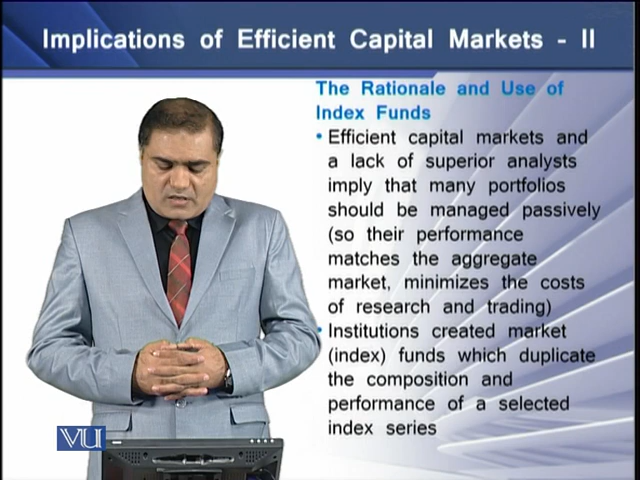 Implications of Efficient Capital Markets - II
The Rationale and Use of
Index Funds
• Efficient capital markets and
a lack of superior analysts
imply that many portfolios
should be managed passively
(so their performance
matches the aggregate
market, minimizes the costs
of research and trading)
• Institutions created market
(index) funds which duplicate
the composition and
performance of a selected
index series
VU